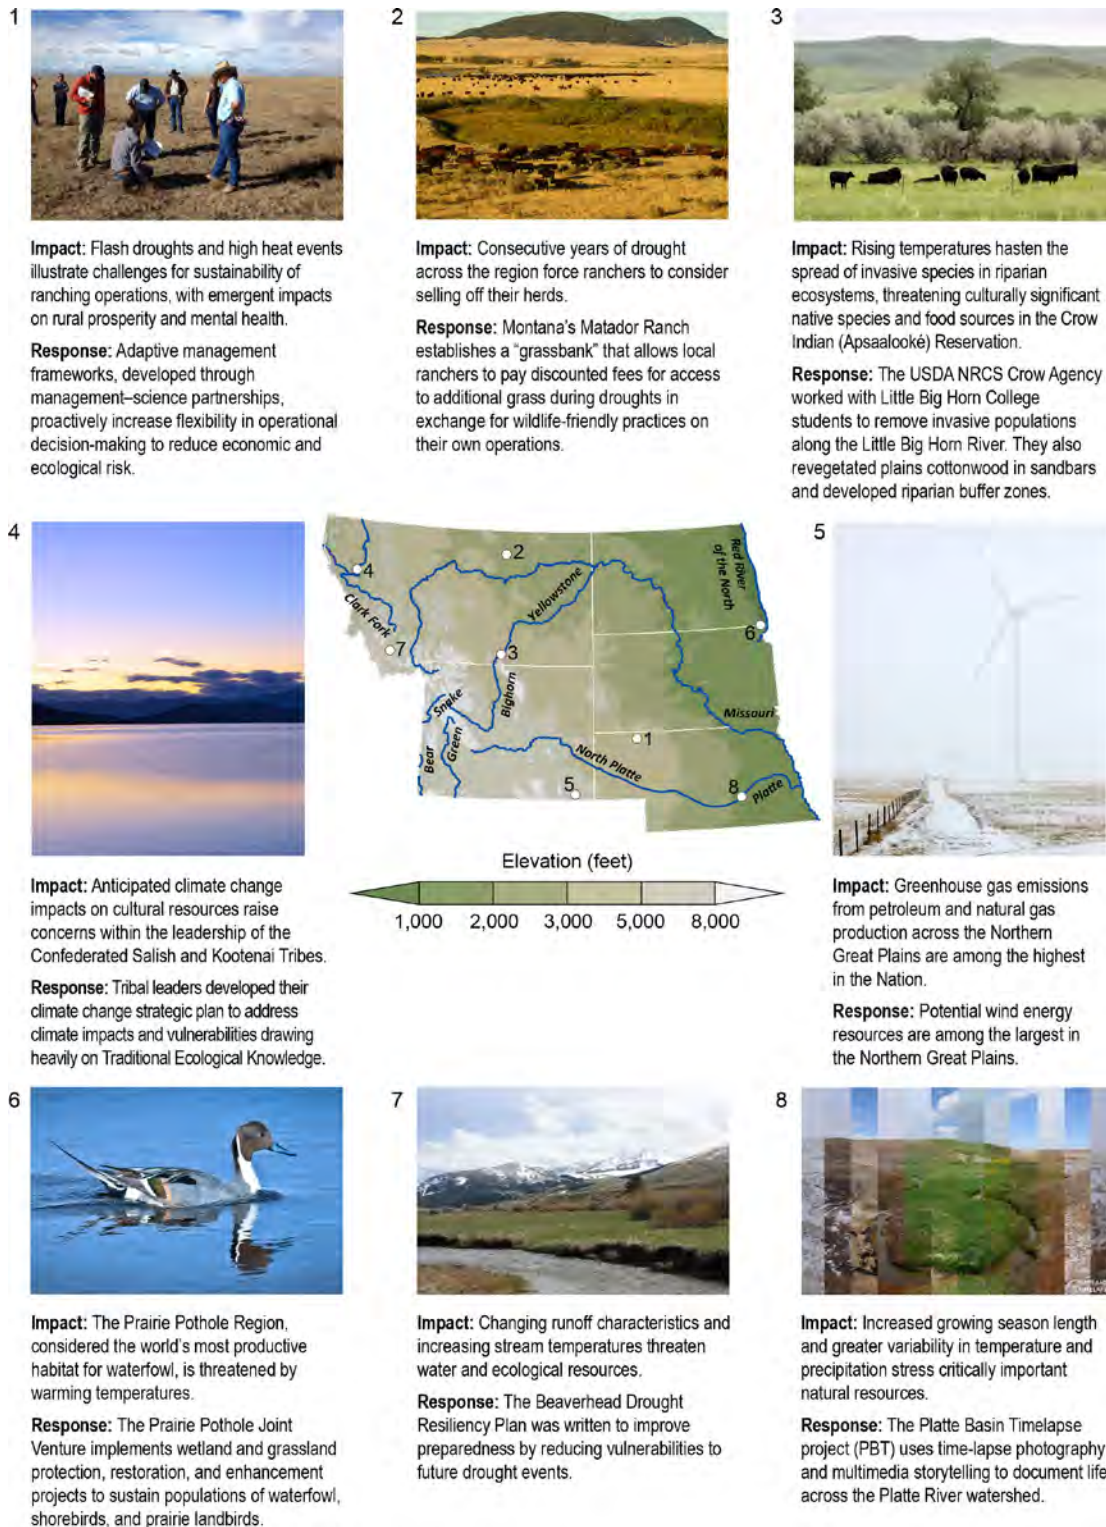 1
2
3
Impact: Flash droughts and high heat events
illustrate challenges for sustainability of
ranching operations, with emergent impacts
on rural prosperity and mental health.
Response: Adaptive management
frameworks, developed through
management–science partnerships,
proactively increase flexibility in operational
decision-making to reduce economic and
ecological risk.
Impact: Consecutive years of drought
across the region force ranchers to consider
selling off their herds.
Response: Montana's Matador Ranch
establishes a “grassbank” that allows local
ranchers to pay discounted fees for access
to additional grass during droughts in
exchange for wildlife-friendly practices on
their own operations.
Impact: Rising temperatures hasten the
spread of invasive species in riparian
ecosystems, threatening culturally significant
native species and food sources in the Crow
Indian (Apsaalooké) Reservation.
Response: The USDA NRCS Crow Agency
worked with Little Big Horn College
students to remove invasive populations
along the Little Big Horn River. They also
revegetated plains cottonwood in sandbars
and developed riparian buffer zones.
4
5
2
4
Red River
of the North
Yellowstone
Clark Fork
6
7
3
Snake
Bighorn
Missouri
Bear
Green
1
North Platte
5
8
Platte
Elevation (feet)
1,000 2,000 3,000 5,000 8,000
Impact: Anticipated climate change
impacts on cultural resources raise
concerns within the leadership of the
Confederated Salish and Kootenai Tribes.
Response: Tribal leaders developed their
climate change strategic plan to address
climate impacts and vulnerabilities drawing
heavily on Traditional Ecological Knowledge.
Impact: Greenhouse gas emissions
from petroleum and natural gas
production across the Northern
Great Plains are among the highest
in the Nation.
Response: Potential wind energy
resources are among the largest in
the Northern Great Plains.
6
7
8
Impact: The Prairie Pothole Region,
considered the world's most productive
habitat for waterfowl, is threatened by
warming temperatures.
Response: The Prairie Pothole Joint
Venture implements wetland and grassland
protection, restoration, and enhancement
projects to sustain populations of waterfowl,
shorebirds, and prairie landbirds.
Impact: Changing runoff characteristics and
increasing stream temperatures threaten
water and ecological resources.
Response: The Beaverhead Drought
Resiliency Plan was written to improve
preparedness by reducing vulnerabilities to
future drought events.
Impact: Increased growing season length
and greater variability in temperature and
precipitation stress critically important
natural resources.
Response: The Platte Basin Timelapse
project (PBT) uses time-lapse photography
and multimedia storytelling to document life
across the Platte River watershed.